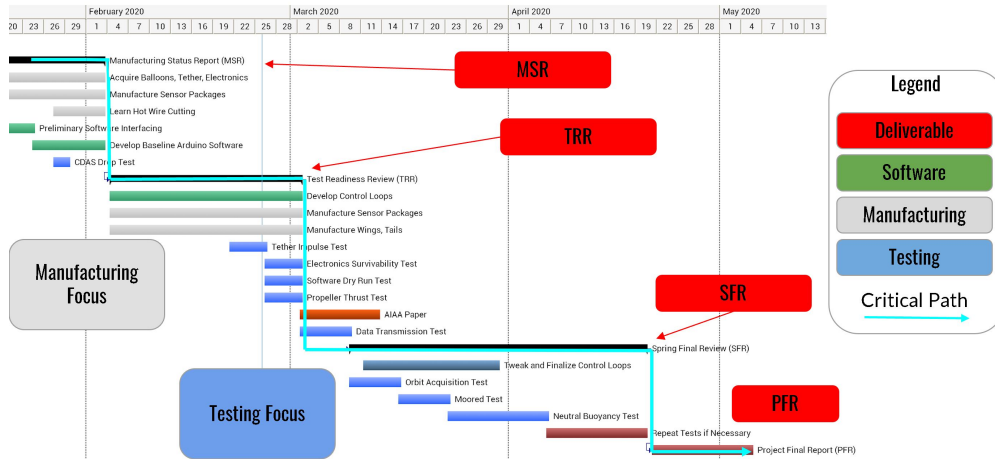 February 2020 March 2020 April 2020 May 2020
20 23 26 29 1 4 7 10 13 16 19 22 25 28 2 5 8 11 14 17 20 23 26 29 1 4 7 10 13 16 19 22 25 28 1 4 7 10 13
Manufacturing Status Report (MSR)
MSR
Acquire Balloons, Tether, Electronics
Manufacture Sensor Packages
Learn Hot Wire Cutting
Preliminary Software Interfacing
TRR
Develop Baseline Arduino Software
CDAS Drop Test
Test Readiness Review (TRR)
Develop Control Loops
Manufacture Sensor Packages
Manufacture Wings, Tails
Tether Impulse Test
Manufacturing
Focus
Electronics Survivability Test
Software Dry Run Test
Propeller Thrust Test
SFR
AIAA Paper
Data Transmission Test
Spring Final Review (SFR)
Tweak and Finalize Control Loops
Orbit Acquisition Test
Moored Test
Testing Focus
Neutral Buoyancy Test
PFR
Repeat Tests if Necessary
Project Final Report (PFR)
Legend
Deliverable
Software
Manufacturing
Testing
Critical Path